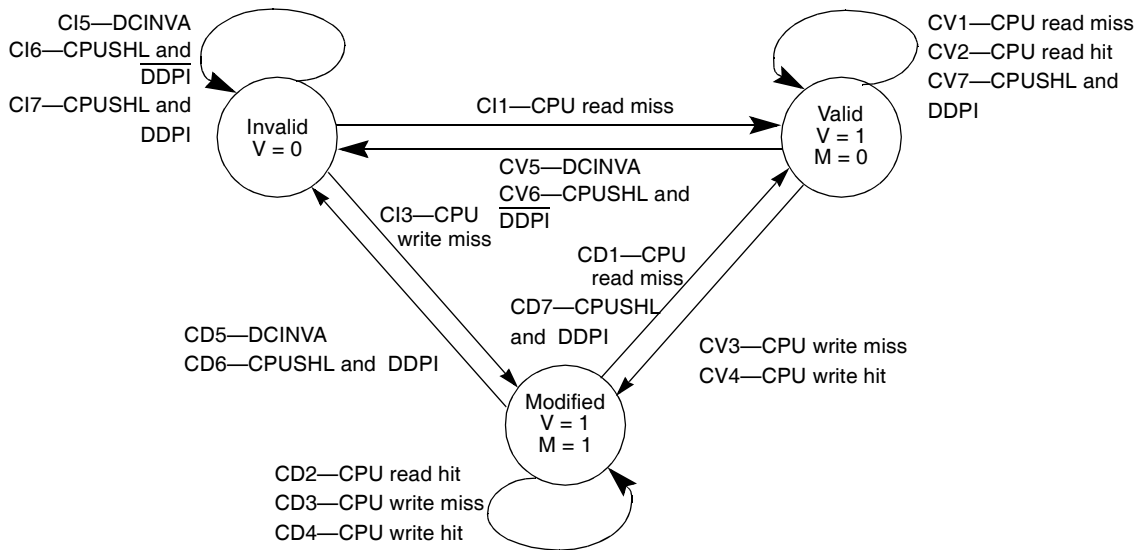 CI5—DCINVA
CI6—CPUSHL and
DDPI
CI7—CPUSHL and
DDPI
Invalid
V = 0
CI1—CPU read miss
Valid
V = 1
M = 0
CV1—CPU read miss
CV2—CPU read hit
CV7—CPUSHL and
DDPI
CV5—DCINVA
CV6—CPUSHL and
DDPI
CI3—CPU
write miss
CD1—CPU
read miss
CD7—CPUSHL
and DDPI
CD5—DCINVA
CD6—CPUSHL and DDPI
CV3—CPU write miss
CV4—CPU write hit
Modified
V = 1
M = 1
CD2—CPU read hit
CD3—CPU write miss
CD4—CPU write hit